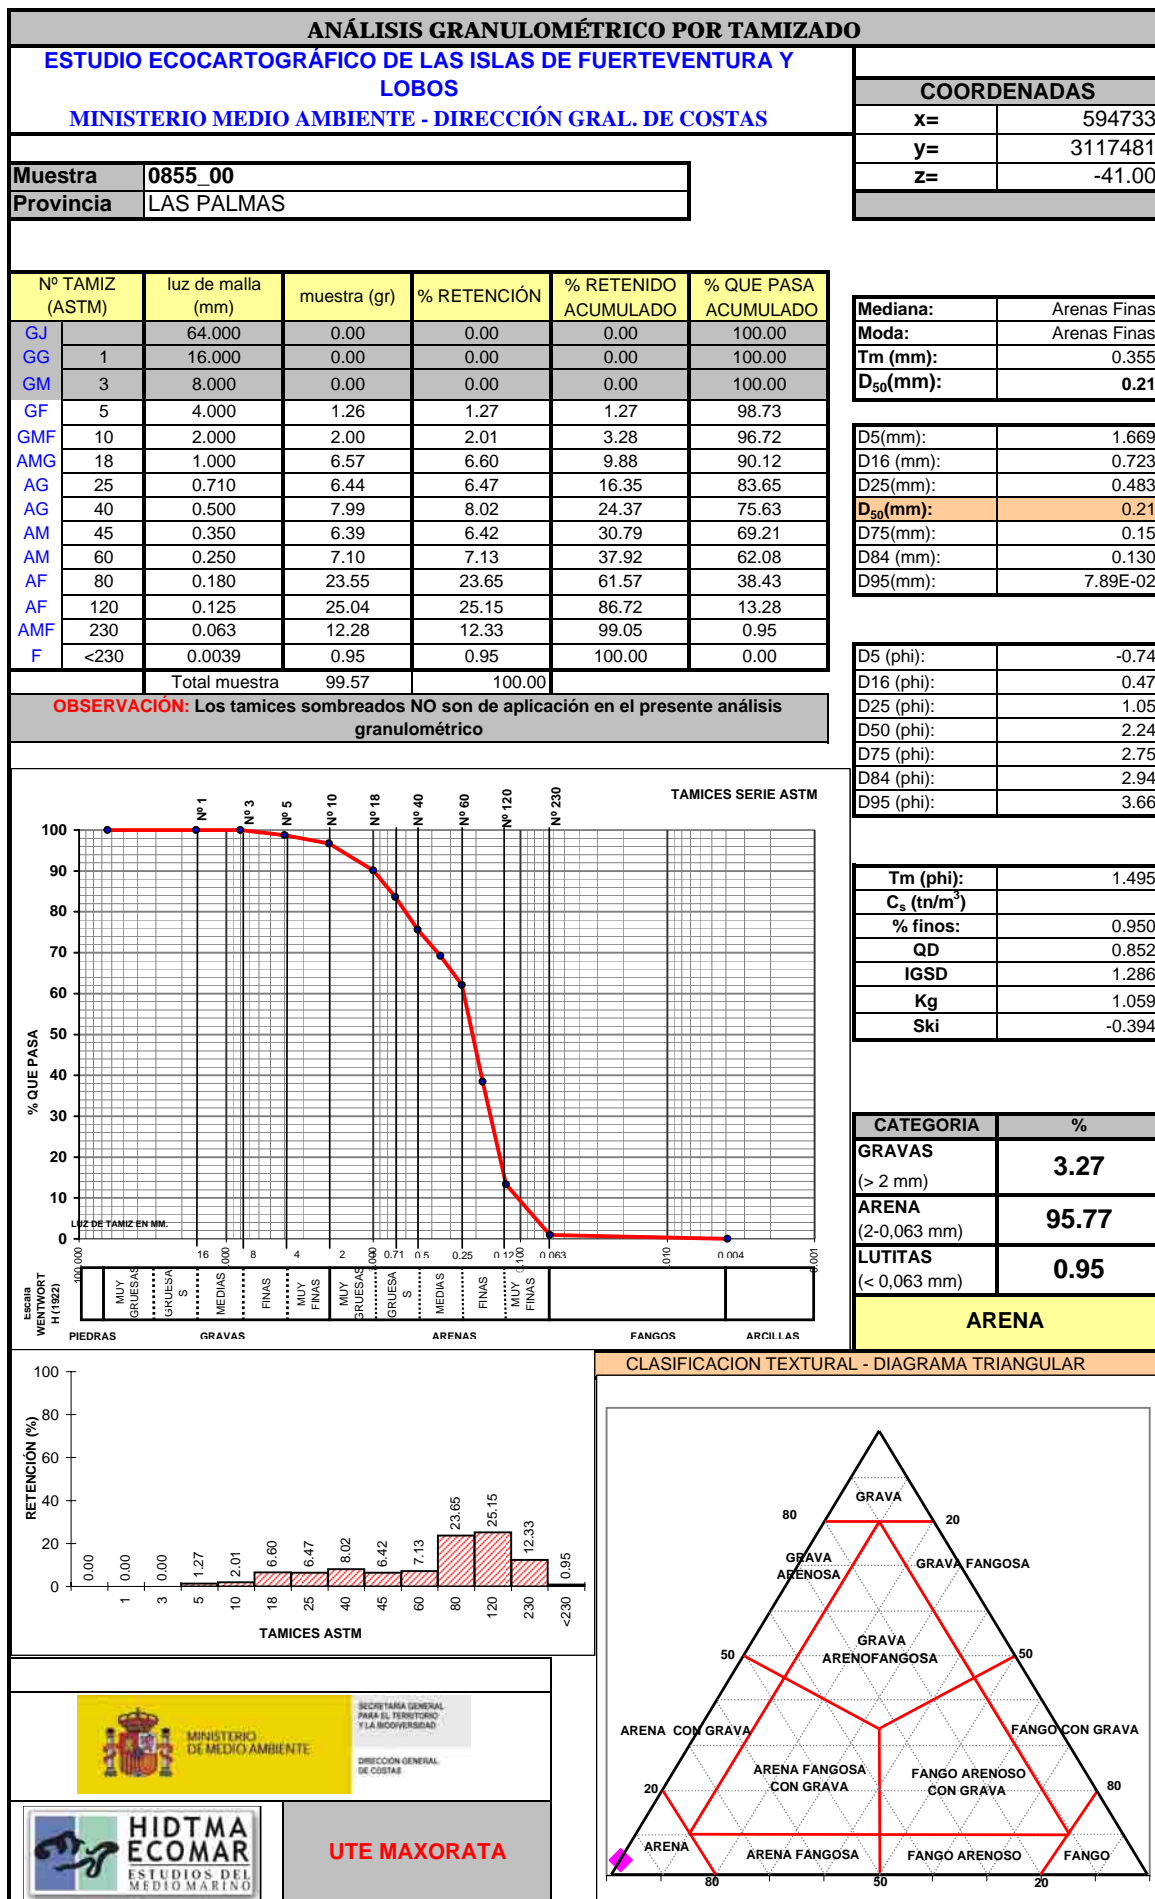 ANÁLISIS GRANULOMÉTRICO POR TAMIZADO
ESTUDIO ECOCARTOGRÁFICO DE LAS ISLAS DE FUERTEVENTURA Y
LOBOS
MINISTERIO MEDIO AMBIENTE - DIRECCIÓN GRAL. DE COSTAS
COORDENADAS
x= 594733
y= 3117481
z= -41.00
Muestra 0855_00
Provincia LAS PALMAS
Nº TAMIZ (ASTM) luz de malla (mm) muestra (gr) % RETENCIÓN % RETENIDO ACUMULADO % QUE PASA ACUMULADO
GJ 64.000 0.00 0.00 0.00 100.00
GG 1 16.000 0.00 0.00 0.00 100.00
GM 3 8.000 0.00 0.00 0.00 100.00
GF 5 4.000 1.26 1.27 1.27 98.73
GMF 10 2.000 2.00 2.01 3.28 96.72
AMG 18 1.000 6.57 6.60 9.88 90.12
AG 25 0.710 6.44 6.47 16.35 83.65
AG 40 0.500 7.99 8.02 24.37 75.63
AM 45 0.350 6.39 6.42 30.79 69.21
AM 60 0.250 7.10 7.13 37.92 62.08
AF 80 0.180 23.55 23.65 61.57 38.43
AF 120 0.125 25.04 25.15 86.72 13.28
AMF 230 0.063 12.28 12.33 99.05 0.95
F <230 0.0039 0.95 0.95 100.00 0.00
Total muestra 99.57 100.00
OBSERVACIÓN: Los tamices sombreados NO son de aplicación en el presente análisis
granulométrico
Mediana: Arenas Finas
Moda: Arenas Finas
Tm (mm): 0.355
D50(mm): 0.21
D5(mm): 1.669
D16 (mm): 0.723
D25(mm): 0.483
D50(mm): 0.21
D75(mm): 0.15
D84 (mm): 0.130
D95(mm): 7.89E-02
D5 (phi): -0.74
D16 (phi): 0.47
D25 (phi): 1.05
D50 (phi): 2.24
D75 (phi): 2.75
D84 (phi): 2.94
D95 (phi): 3.66
Tm (phi): 1.495
Cs (tn/m3)
% finos: 0.950
QD 0.852
IGSD 1.286
Kg 1.059
Ski -0.394
CATEGORIA %
GRAVAS
(> 2 mm) 3.27
ARENA
(2-0,063 mm) 95.77
LUTITAS
(< 0,063 mm) 0.95
ARENA
TAMICES SERIE ASTM
Nº 1 Nº 3 Nº 5 Nº 10 Nº 18 Nº 40 Nº 60 Nº 120 Nº 230
% QUE PASA
100
90
80
70
60
50
40
30
20
10
0
LUZ DE TAMIZ EN MM.
16 8 4 2 0.71 0.5 0.25 0.12 0.063 0.004
100.000
Escala
WENTWORT
H (1922)
MUY GRUESAS GRUESA S MEDIAS FINAS MUY FINAS MUY GRUESAS GRUESA S MEDIAS FINAS MUY FINAS
PIEDRAS GRAVAS ARENAS FANGOS ARCILLAS
RETENCIÓN (%)
100
80
60
40
20
0
0.00 0.00 0.00 1.27 2.01 6.60 6.47 8.02 6.42 7.13 23.65 25.15 12.33 0.95
1 3 5 10 18 25 40 45 60 80 120 230 <230
TAMICES ASTM
CLASIFICACION TEXTURAL - DIAGRAMA TRIANGULAR
GRAVA
80 20
GRAVA
ARENOSA
GRAVA FANGOSA
GRAVA
ARENOFANGOSA
50 50
ARENA CON GRAVA
FANGO CON GRAVA
ARENA FANGOSA
CON GRAVA
FANGO ARENOSO
CON GRAVA
20 80
ARENA
ARENA FANGOSA
FANGO ARENOSO
FANGO
80 50 20
MINISTERIO
DE MEDIO AMBIENTE
SECRETARÍA GENERAL
PARA EL TERRITORIO
Y LA BIODIVERSIDAD
DIRECCIÓN GENERAL
DE COSTAS
HIDTMA
ECOMAR
ESTUDIOS DEL
MEDIO MARINO
UTE MAXORATA